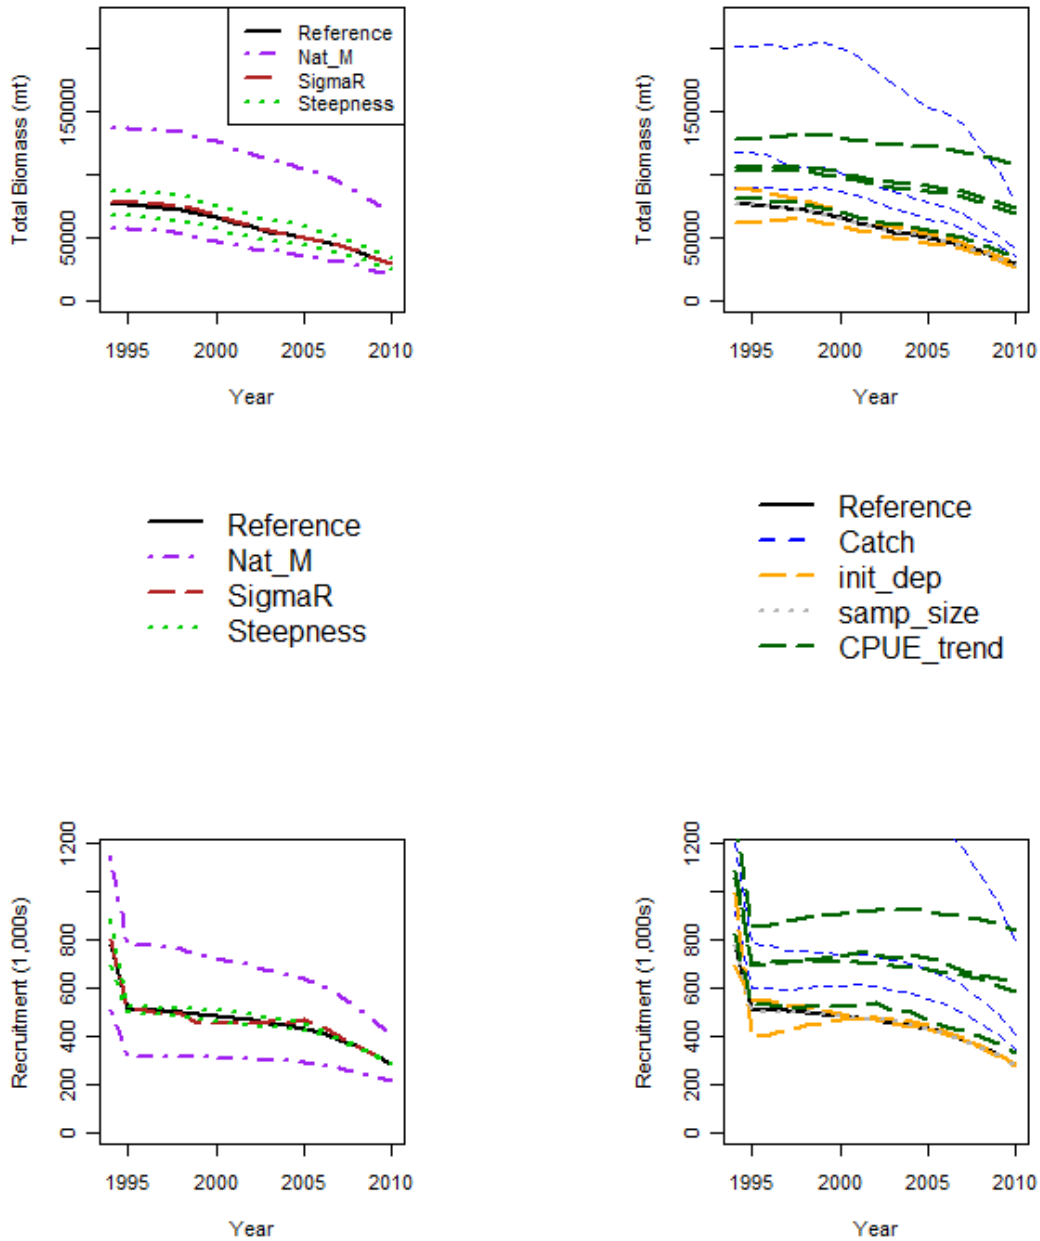 Total Biomass (mt)
150000
50000
0
Reference
Nat_M
SigmaR
Steepness
1995 2000 2005 2010
Year
Total Biomass (mt)
150000
50000
0
1995 2000 2005 2010
Year
Reference
Nat_M
SigmaR
Steepness
Reference
Catch
init_dep
samp_size
CPUE_trend
Recruitment (1,000s)
1200
800
600
400
200
0
1995 2000 2005 2010
Year
Recruitment (1,000s)
1200
800
600
400
200
0
1995 2000 2005 2010
Year